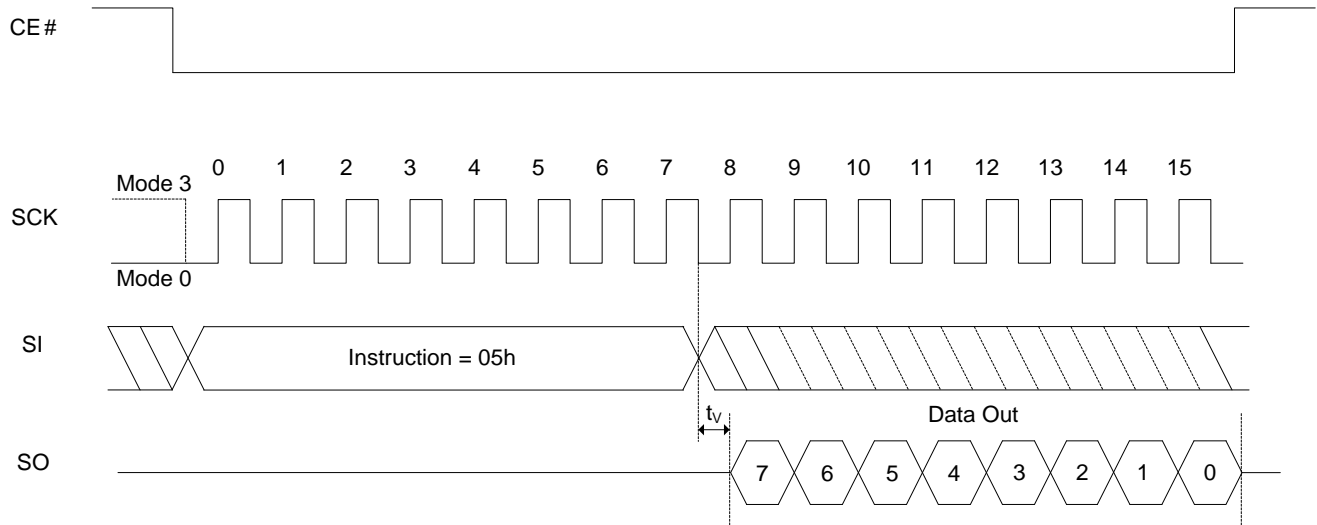 CE#
0 1 2 3 4 5 6 7 8 9 10 11 12 13 14 15
Mode 3
SCK
Mode 0
SI
Instruction = 05h
tV
Data Out
SO
7 6 5 4 3 2 1 0